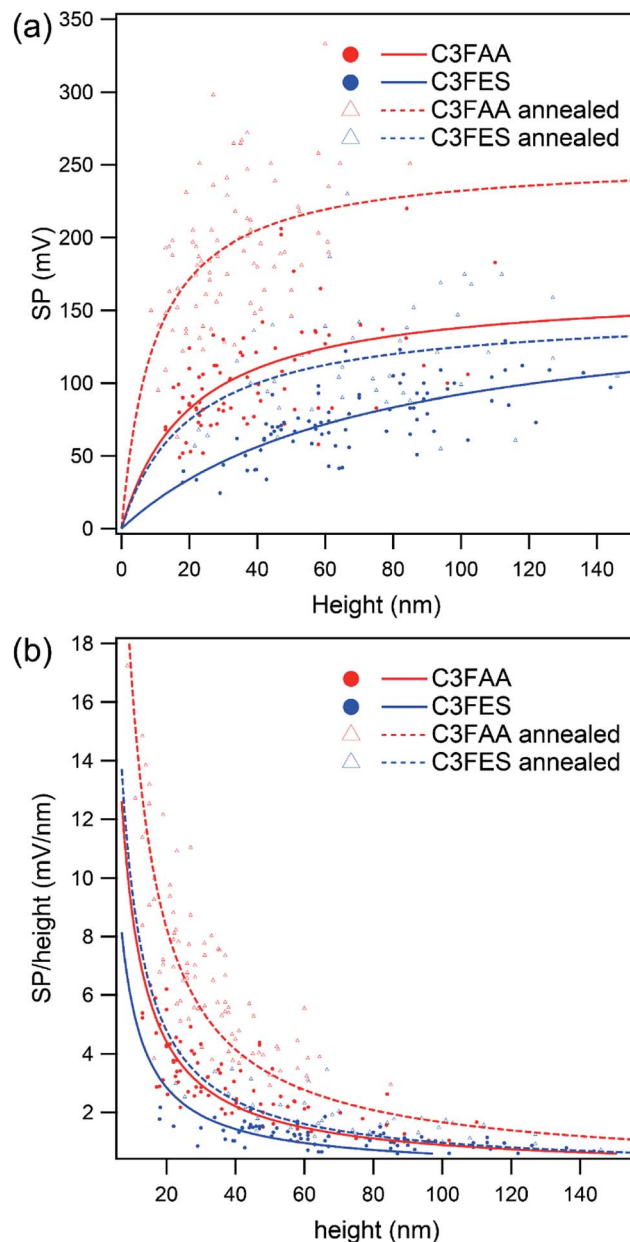 (a)
350
300
250
200
150
100
50
0
SP (mV)
C3FAA
C3FES
C3FAA annealed
C3FES annealed
0 20 40 60 80 100 120 140
Height (nm)
(b)
18
16
14
12
10
8
6
4
2
SP/height (mV/nm)
C3FAA
C3FES
C3FAA annealed
C3FES annealed
20 40 60 80 100 120 140
height (nm)